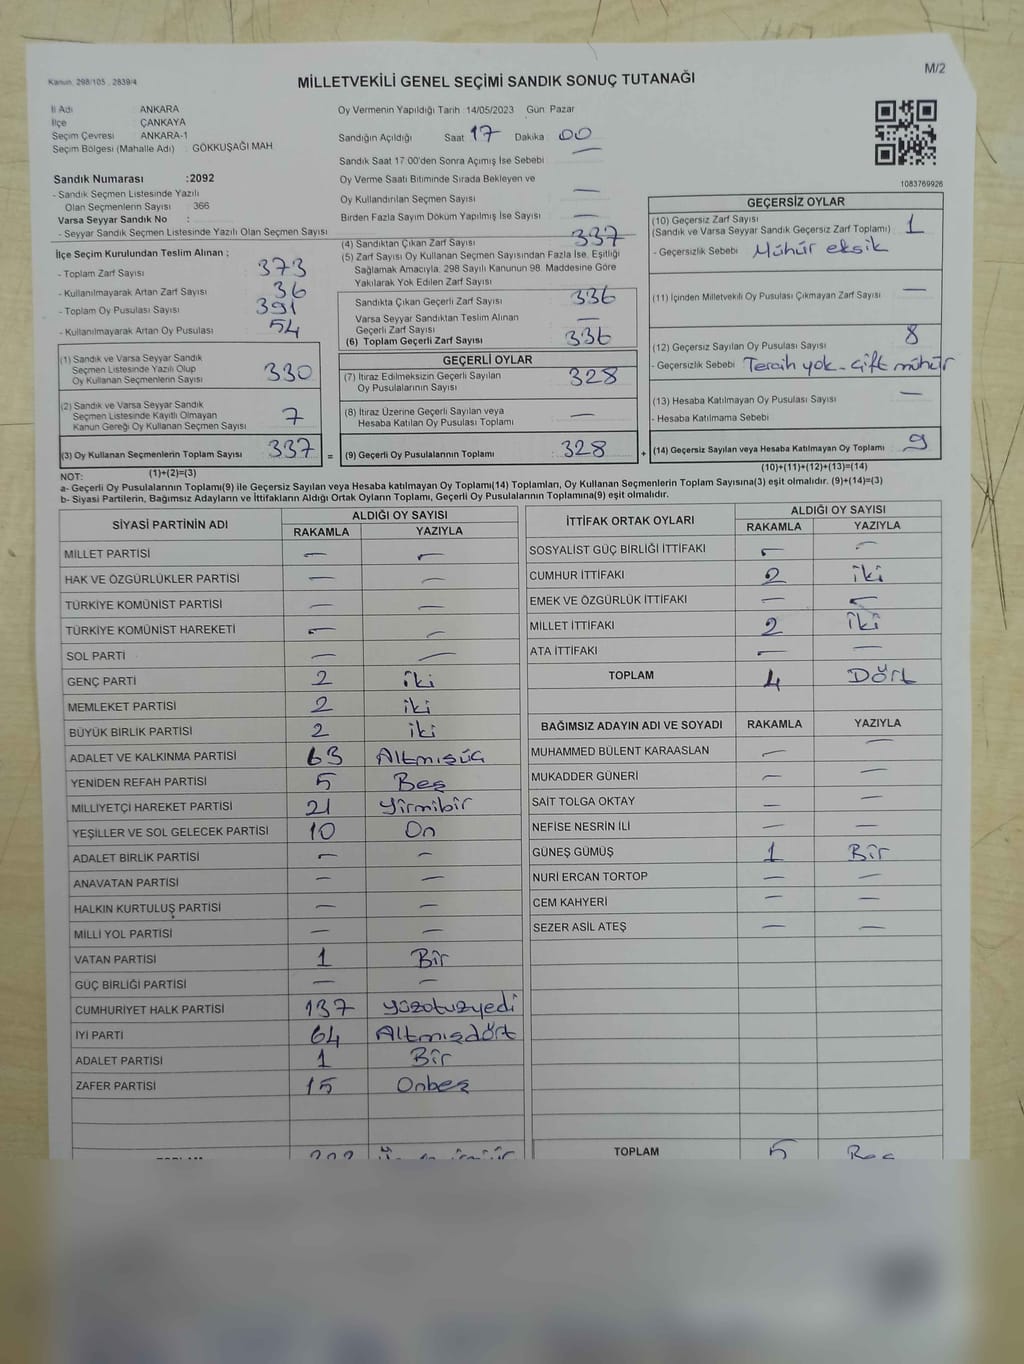 Kanun: 298/105 , 2839/4
MİLLETVEKİLİ GENEL SEÇİMİ SANDIK SONUÇ TUTANAĞI
M/2
İl Adı ANKARA
İlçe ÇANKAYA
Seçim Çevresi ANKARA-1
Seçim Bölgesi (Mahalle Adı) : GÖKKUŞAĞI MAH
Oy Vermenin Yapıldığı Tarih :14/05/2023 Gün: Pazar
Sandığın Açıldığı Saat 17 Dakika 00
Sandık Saat 17:00'den Sonra Açılmış İse Sebebi
Oy Verme Saati Bitiminde Sırada Bekleyen ve
Oy Kullandırılan Seçmen Sayısı —
Birden Fazla Sayım Döküm Yapılmış İse Sayısı —
1083769926
Sandık Numarası :2092
- Sandık Seçmen Listesinde Yazılı
Olan Seçmenlerin Sayısı : 366
Varsa Seyyar Sandık No :
- Seyyar Sandık Seçmen Listesinde Yazılı Olan Seçmen Sayısı
İlçe Seçim Kurulundan Teslim Alınan ;
- Toplam Zarf Sayısı 373
- Kullanılmayarak Artan Zarf Sayısı 36
- Toplam Oy Pusulası Sayısı 391
- Kullanılmayarak Artan Oy Pusulası 54
(1) Sandık ve Varsa Seyyar Sandık
Seçmen Listesinde Yazılı Olup
Oy Kullanan Seçmenlerin Sayısı 330
(2) Sandık ve Varsa Seyyar Sandık
Seçmen Listesinde Kayıtlı Olmayan
Kanun Gereği Oy Kullanan Seçmen Sayısı 7
(3) Oy Kullanan Seçmenlerin Toplam Sayısı 337 =
(4) Sandıktan Çıkan Zarf Sayısı 337
(5) Zarf Sayısı Oy Kullanan Seçmen Sayısından Fazla İse, Eşitliği
Sağlamak Amacıyla, 298 Sayılı Kanunun 98. Maddesine Göre
Yakılarak Yok Edilen Zarf Sayısı
Sandıkta Çıkan Geçerli Zarf Sayısı 336
Varsa Seyyar Sandıktan Teslim Alınan
Geçerli Zarf Sayısı —
(6) Toplam Geçerli Zarf Sayısı 336
GEÇERLİ OYLAR
(7) İtiraz Edilmeksizin Geçerli Sayılan
Oy Pusulalarının Sayısı 328
(8) İtiraz Üzerine Geçerli Sayılan veya
Hesaba Katılan Oy Pusulası Toplamı —
(9) Geçerli Oy Pusulalarının Toplamı 328 +
GEÇERSİZ OYLAR
(10) Geçersiz Zarf Sayısı
(Sandık ve Varsa Seyyar Sandık Geçersiz Zarf Toplamı) 1
- Geçersizlik Sebebi Mühür eksik
(11) İçinden Milletvekili Oy Pusulası Çıkmayan Zarf Sayısı —
(12) Geçersiz Sayılan Oy Pusulası Sayısı 8
- Geçersizlik Sebebi Tercih yok - çift mühür
(13) Hesaba Katılmayan Oy Pusulası Sayısı —
- Hesaba Katılmama Sebebi
(14) Geçersiz Sayılan veya Hesaba Katılmayan Oy Toplamı 9
NOT: (1)+(2)=(3) (10)+(11)+(12)+(13)=(14)
a- Geçerli Oy Pusulalarının Toplamı(9) ile Geçersiz Sayılan veya Hesaba katılmayan Oy Toplamı(14) Toplamları, Oy Kullanan Seçmenlerin Toplam Sayısına(3) eşit olmalıdır. (9)+(14)=(3)
b- Siyasi Partilerin, Bağımsız Adayların ve İttifakların Aldığı Ortak Oyların Toplamı, Geçerli Oy Pusulalarının Toplamına(9) eşit olmalıdır.
SİYASİ PARTİNİN ADI ALDIĞI OY SAYISI
RAKAMLA YAZIYLA
MİLLET PARTİSİ — —
HAK VE ÖZGÜRLÜKLER PARTİSİ — —
TÜRKİYE KOMÜNİST PARTİSİ — —
TÜRKİYE KOMÜNİST HAREKETİ — —
SOL PARTİ — —
GENÇ PARTİ 2 iki
MEMLEKET PARTİSİ 2 iki
BÜYÜK BİRLİK PARTİSİ 2 iki
ADALET VE KALKINMA PARTİSİ 63 Altmışüç
YENİDEN REFAH PARTİSİ 5 Beş
MİLLİYETÇİ HAREKET PARTİSİ 21 Yirmibir
YEŞİLLER VE SOL GELECEK PARTİSİ 10 On
ADALET BİRLİK PARTİSİ — —
ANAVATAN PARTİSİ — —
HALKIN KURTULUŞ PARTİSİ — —
MİLLİ YOL PARTİSİ — —
VATAN PARTİSİ 1 Bir
GÜÇ BİRLİĞİ PARTİSİ — —
CUMHURİYET HALK PARTİSİ 137 yüzotuzyedi
İYİ PARTİ 64 Altmışdört
ADALET PARTİSİ 1 Bir
ZAFER PARTİSİ 15 Onbeş
İTTİFAK ORTAK OYLARI ALDIĞI OY SAYISI
RAKAMLA YAZIYLA
SOSYALİST GÜÇ BİRLİĞİ İTTİFAKI — —
CUMHUR İTTİFAKI 2 iki
EMEK VE ÖZGÜRLÜK İTTİFAKI — —
MİLLET İTTİFAKI 2 iki
ATA İTTİFAKI — —
TOPLAM 4 Dört
BAĞIMSIZ ADAYIN ADI VE SOYADI RAKAMLA YAZIYLA
MUHAMMED BÜLENT KARAASLAN — —
MUKADDER GÜNERİ — —
SAİT TOLGA OKTAY — —
NEFİSE NESRİN İLİ — —
GÜNEŞ GÜMÜŞ 1 Bir
NURİ ERCAN TORTOP — —
CEM KAHYERİ — —
SEZER ASİL ATEŞ — —
TOPLAM 5